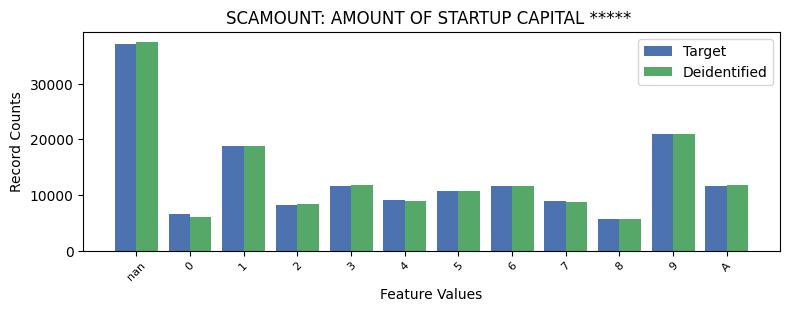 SCAMOUNT: AMOUNT OF STARTUP CAPITAL *****
Target
Deidentified
Record Counts
30000
20000
10000
0
nan 0 1 2 3 4 5 6 7 8 9 A
Feature Values